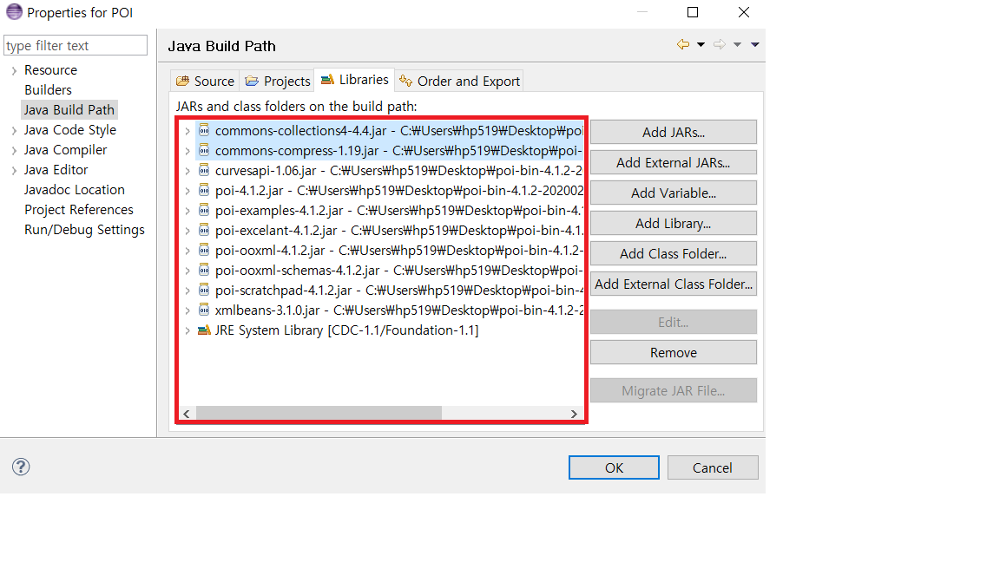 Properties for POI
type filter text
Resource
Builders
Java Build Path
Java Code Style
Java Compiler
Java Editor
Javadoc Location
Project References
Run/Debug Settings
Java Build Path
Source
Projects
Libraries
Order and Export
JARs and class folders on the build path:
commons-collections4-4.4.jar - C:₩Users₩hp519₩Desktop₩poi
commons-compress-1.19.jar - C:₩Users₩hp519₩Desktop₩poi-
curvesapi-1.06.jar - C:₩Users₩hp519₩Desktop₩poi-bin-4.1.2-20
poi-4.1.2.jar - C:₩Users₩hp519₩Desktop₩poi-bin-4.1.2-202002
poi-examples-4.1.2.jar - C:₩Users₩hp519₩Desktop₩poi-bin-4.1
poi-excelant-4.1.2.jar - C:₩Users₩hp519₩Desktop₩poi-bin-4.1.
poi-ooxml-4.1.2.jar - C:₩Users₩hp519₩Desktop₩poi-bin-4.1.2-
poi-ooxml-schemas-4.1.2.jar - C:₩Users₩hp519₩Desktop₩poi-
poi-scratchpad-4.1.2.jar - C:₩Users₩hp519₩Desktop₩poi-bin-4
xmlbeans-3.1.0.jar - C:₩Users₩hp519₩Desktop₩poi-bin-4.1.2-2
JRE System Library [CDC-1.1/Foundation-1.1]
Add JARs...
Add External JARs...
Add Variable...
Add Library...
Add Class Folder...
Add External Class Folder...
Edit...
Remove
Migrate JAR File...
OK
Cancel